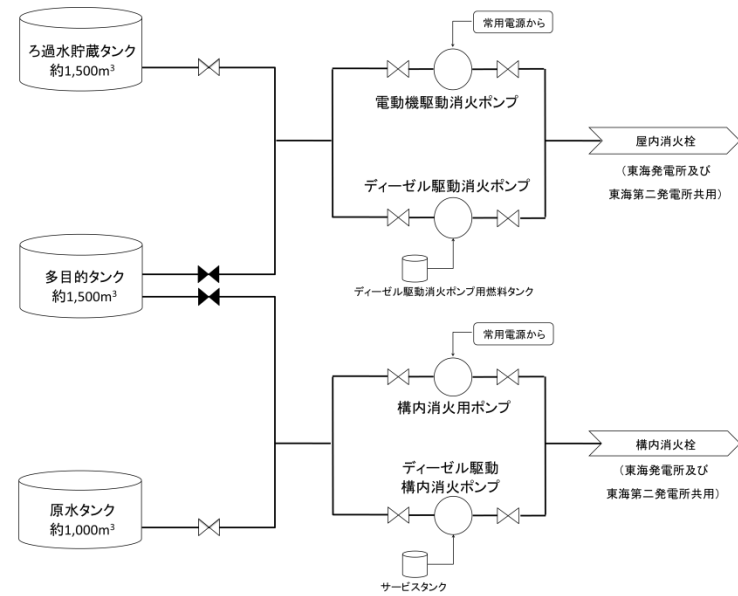 ろ過水貯蔵タンク
約1,500m³
常用電源から
電動機駆動消火ポンプ
屋内消火栓
(東海発電所及び
東海第二発電所共用)
ディーゼル駆動消火ポンプ
ディーゼル駆動消火ポンプ用燃料タンク
多目的タンク
約1,500m³
常用電源から
構内消火用ポンプ
構内消火栓
(東海発電所及び
東海第二発電所共用)
ディーゼル駆動
構内消火ポンプ
サービスタンク
原水タンク
約1,000m³